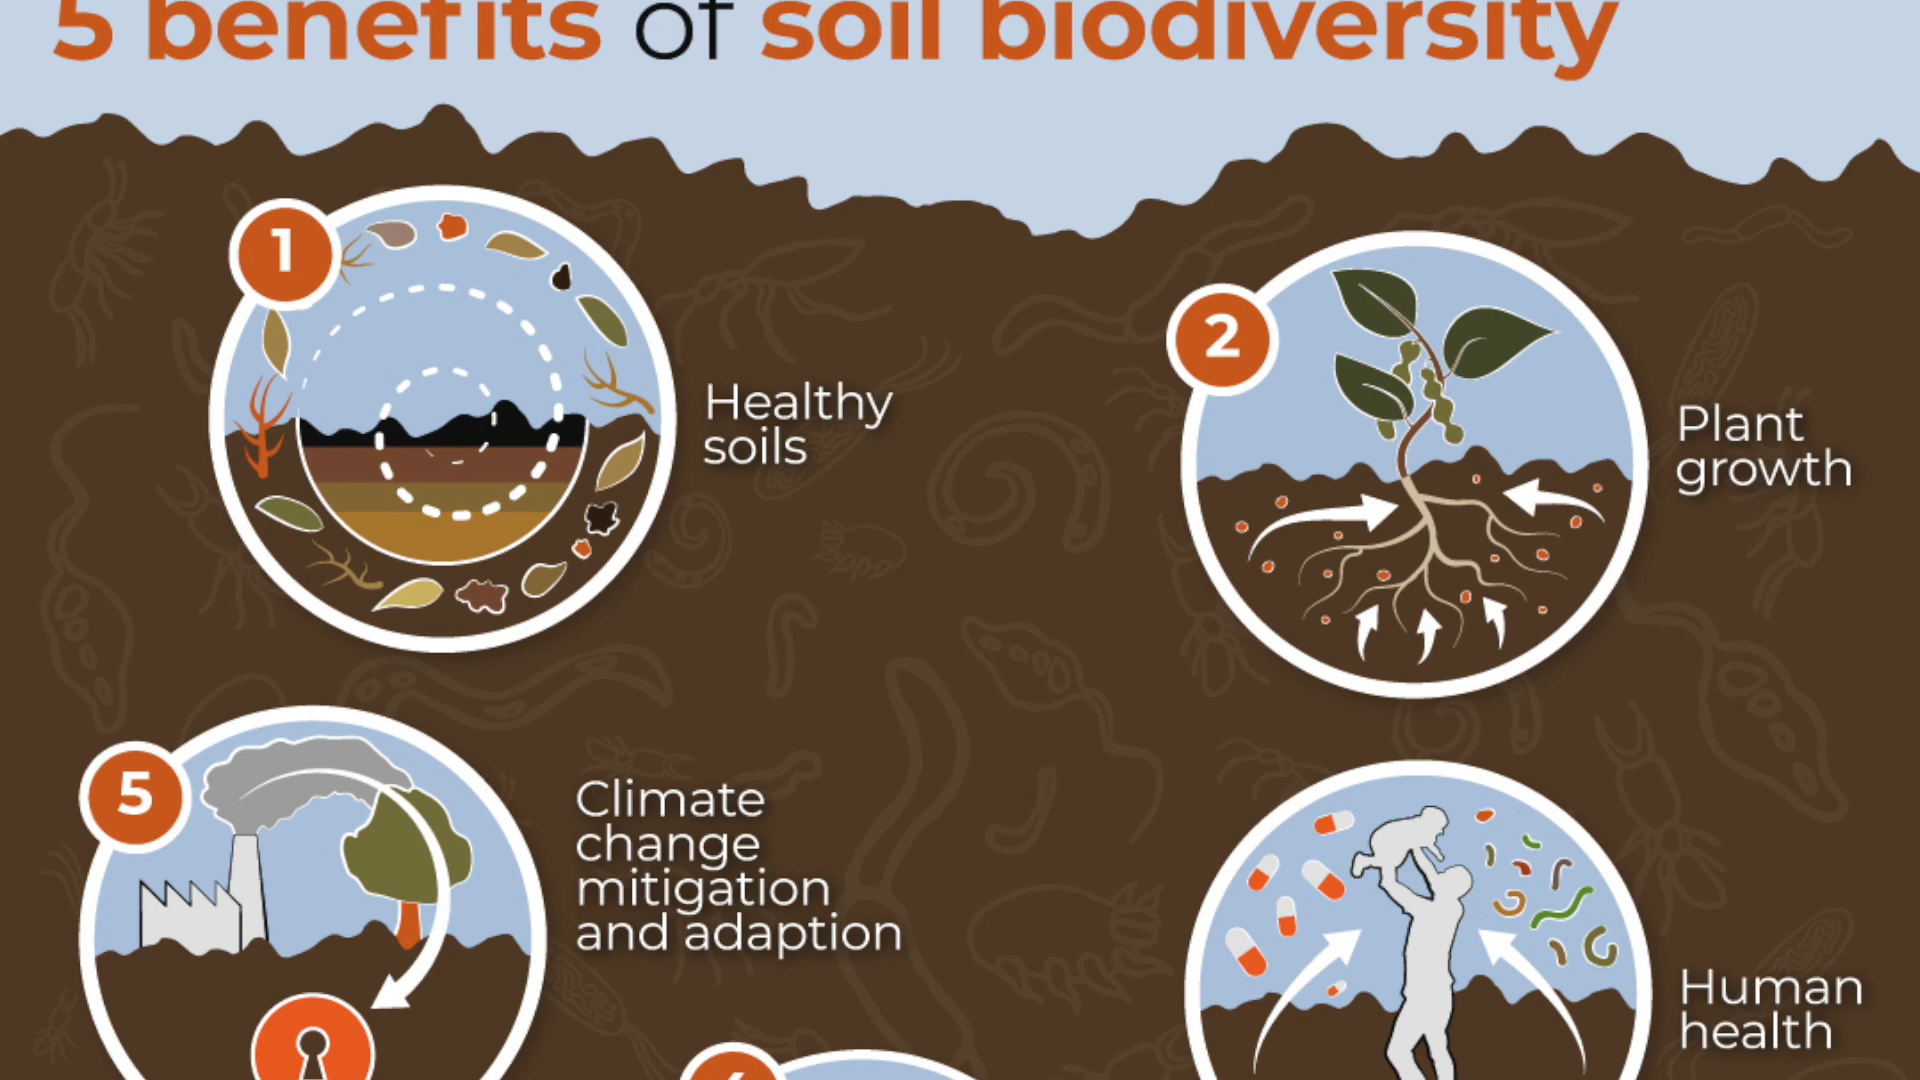 5 benefits of soil biodiversity
1
Healthy
soils
2
Plant
growth
5
Climate
change
mitigation
and adaption
Human
health